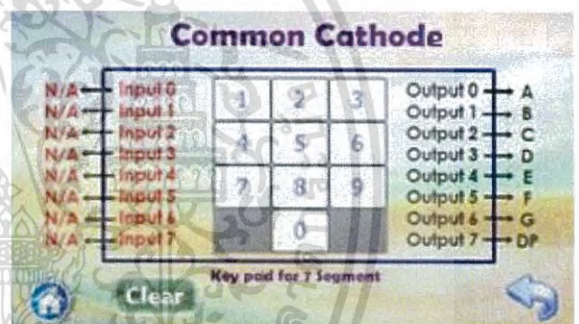 Common Cathode
N/A Input 0 1 2 3 Output 0 A
N/A Input 1 Output 1 B
N/A Input 2 4 5 6 Output 2 C
N/A Input 3 Output 3 D
N/A Input 4 7 8 9 Output 4 E
N/A Input 5 Output 5 F
N/A Input 6 0 Output 6 G
N/A Input 7 Output 7 DP
Key pad for 7 Segment
Clear